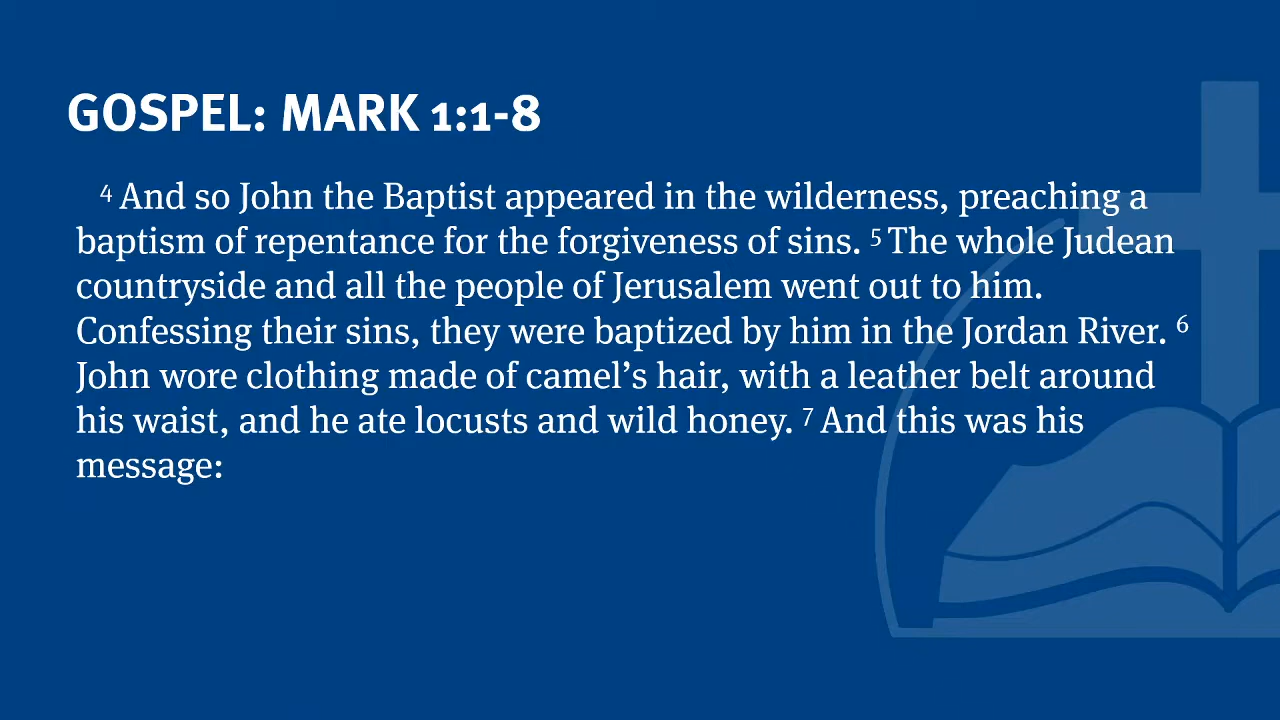 GOSPEL: MARK 1:1-8
4 And so John the Baptist appeared in the wilderness, preaching a
baptism of repentance for the forgiveness of sins. 5 The whole Judean
countryside and all the people of Jerusalem went out to him.
Confessing their sins, they were baptized by him in the Jordan River. 6
John wore clothing made of camel’s hair, with a leather belt around
his waist, and he ate locusts and wild honey. 7 And this was his
message: